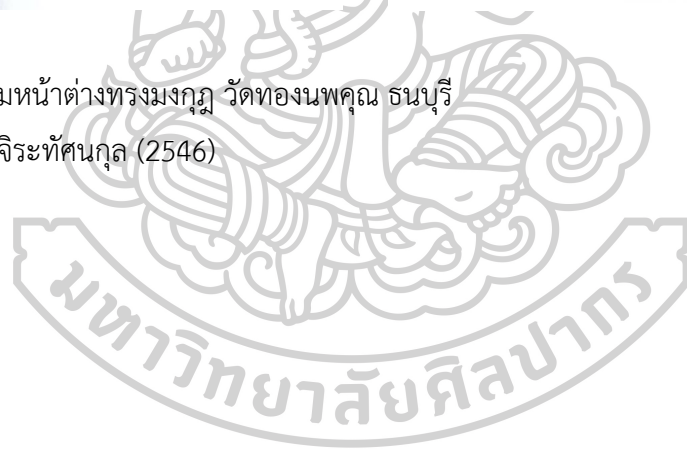 มหน้าต่างทรงมงกุฎ วัดทองนพคุณ ธนบุรี
จิระทัศนกุล (2546)
มหาวิทยาลัยศิลปากร